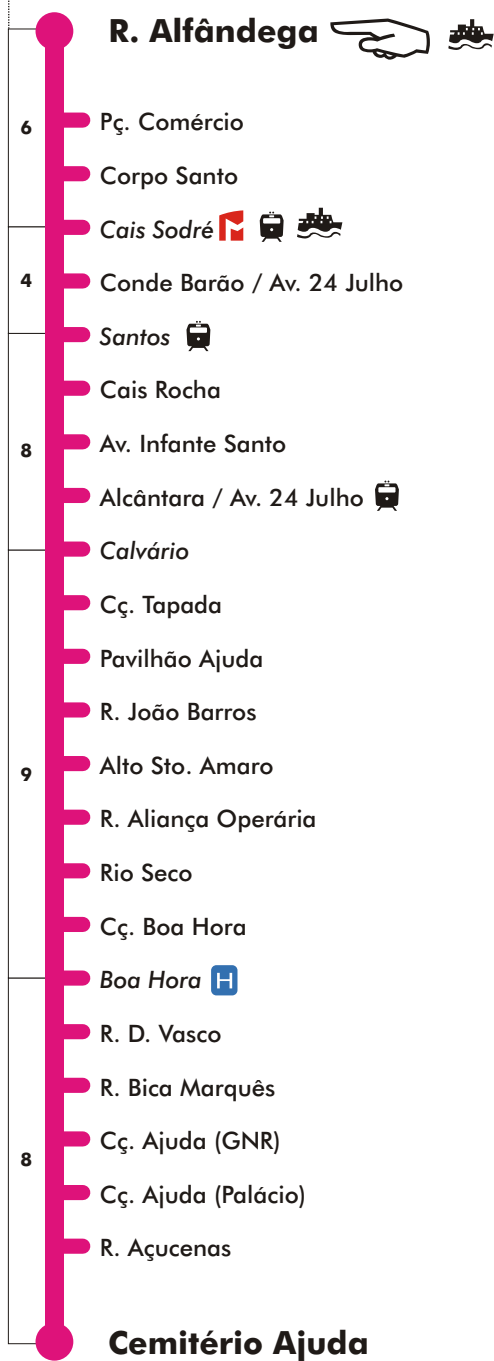 R. Alfândega
6
Pç. Comércio
Corpo Santo
Cais Sodré
4
Conde Barão / Av. 24 Julho
Santos
Cais Rocha
8
Av. Infante Santo
Alcântara / Av. 24 Julho
Calvário
Cç. Tapada
Pavilhão Ajuda
R. João Barros
9
Alto Sto. Amaro
R. Aliança Operária
Rio Seco
Cç. Boa Hora
Boa Hora H
R. D. Vasco
R. Bica Marquês
Cç. Ajuda (GNR)
8
Cç. Ajuda (Palácio)
R. Açucenas
Cemitério Ajuda